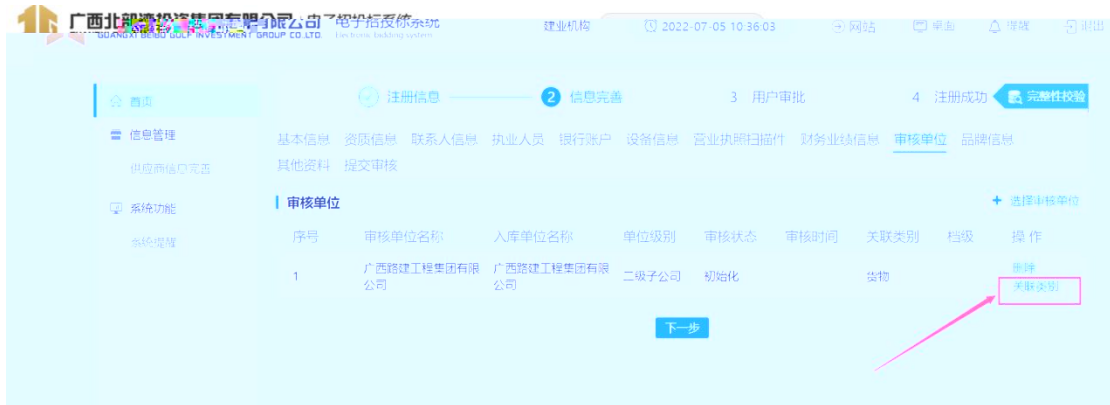 广西北部湾投资集团有限公司 电子招投标系统
GUANGXI BEIBU GULF INVESTMENT GROUP CO.,LTD. Electronic bidding system
建业机构 2022-07-05 10:36:03 网站 桌面 提醒 退出
首页
信息管理
供应商信息完善
系统功能
系统提醒
注册信息 2 信息完善 3 用户审批 4 注册成功 完整性校验
基本信息 资质信息 联系人信息 执业人员 银行账户 设备信息 营业执照扫描件 财务业绩信息 审核单位 品牌信息
其他资料 提交审核
审核单位
+ 选择审核单位
序号 审核单位名称 入库单位名称 单位级别 审核状态 审核时间 关联类别 档级 操作
1 广西路建工程集团有限公司 广西路建工程集团有限公司 二级子公司 初始化 货物 删除
关联类别
下一步